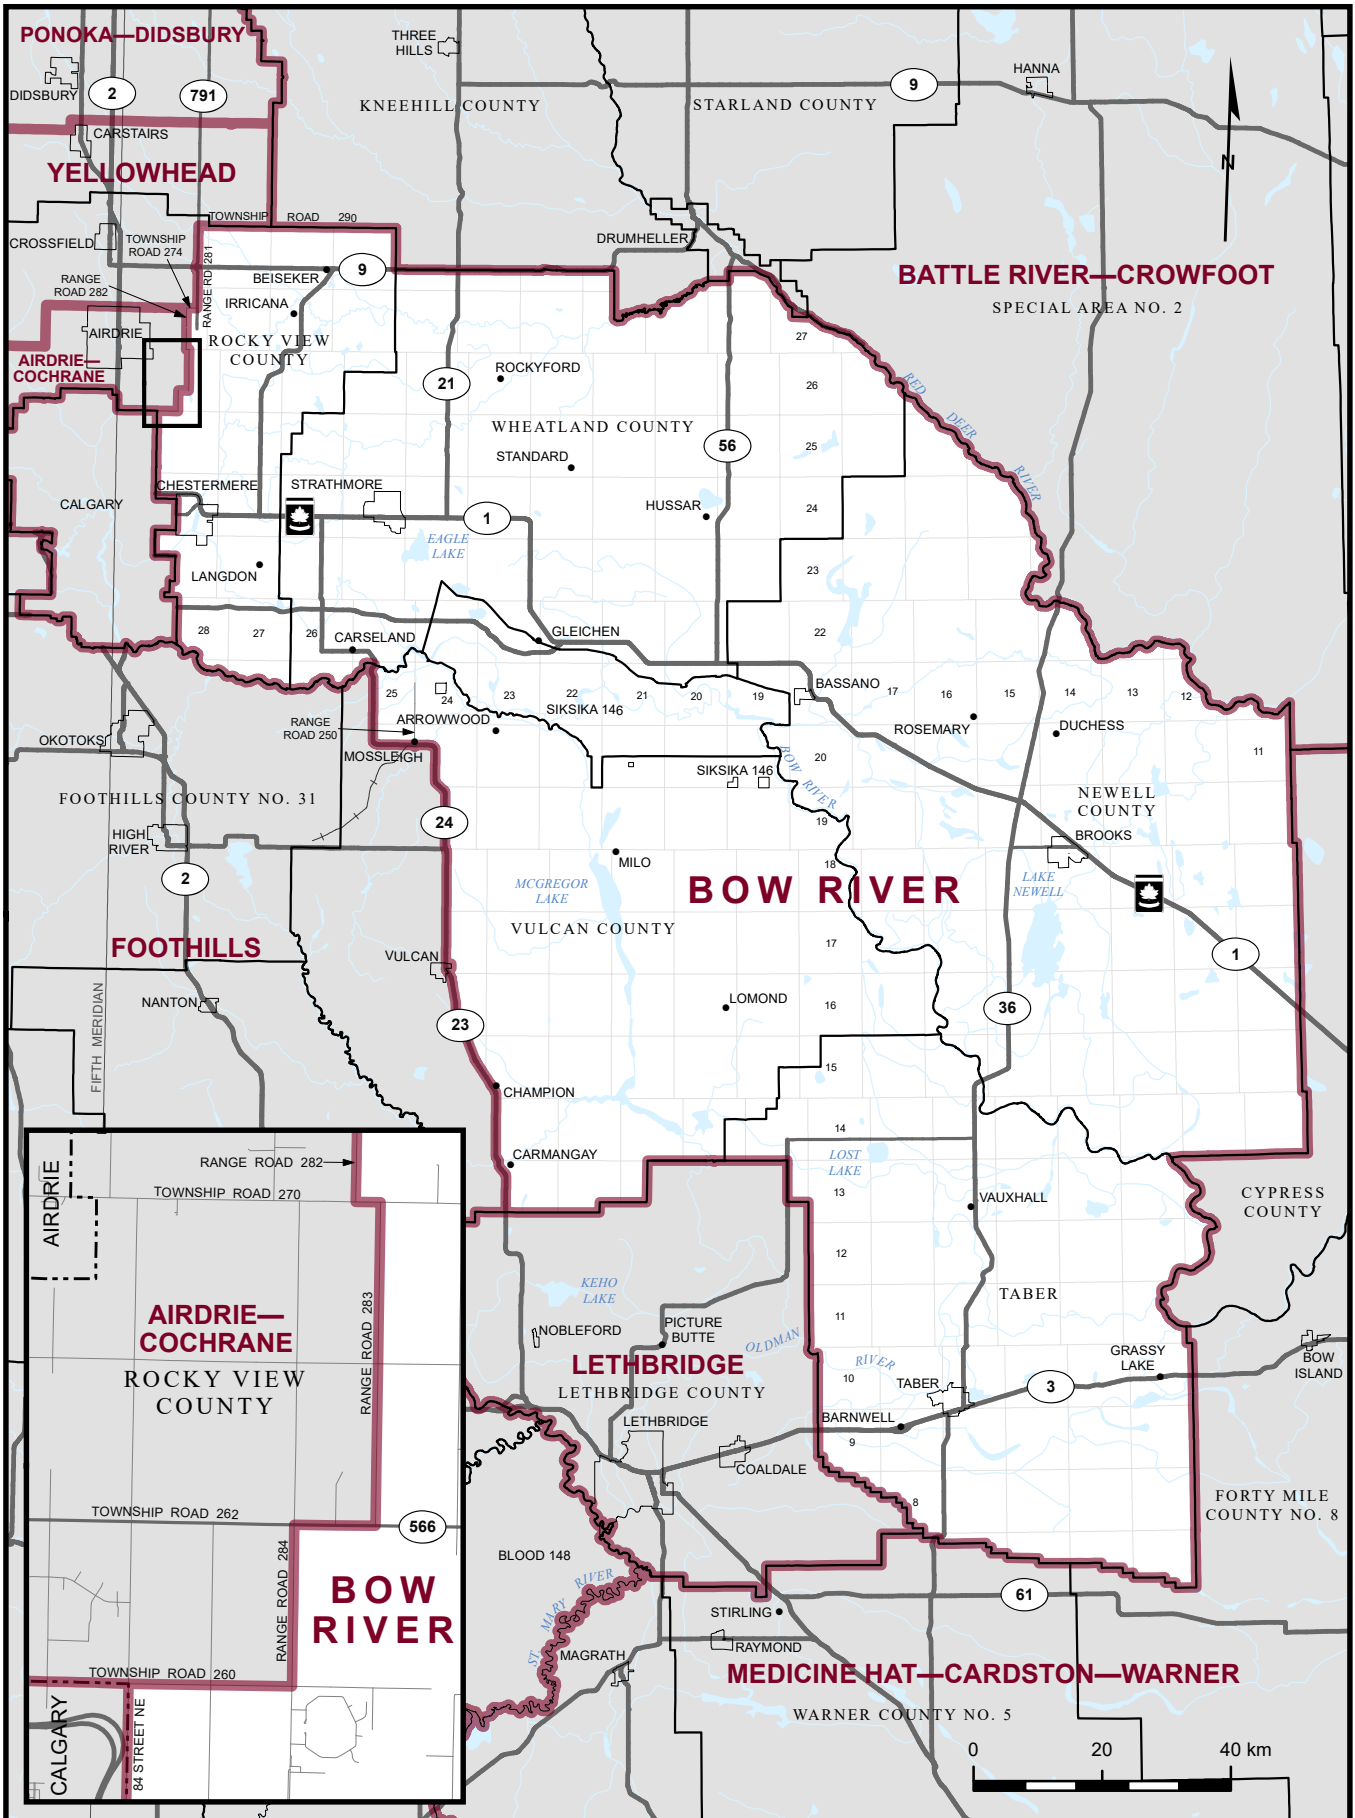 PONOKA—DIDSBURY
THREE
HILLS
HANNA
DIDSBURY
2
791
9
KNEEHILL COUNTY
STARLAND COUNTY
CARSTAIRS
N
YELLOWHEAD
TOWNSHIP ROAD 290
CROSSFIELD
TOWNSHIP
ROAD 274
RANGE RD 281
DRUMHELLER
BEISEKER
9
BATTLE RIVER—CROWFOOT
SPECIAL AREA NO. 2
RANGE
ROAD 282
IRRICANA
AIRDRIE
ROCKY VIEW
COUNTY
27
AIRDRIE—
COCHRANE
21
ROCKYFORD
26
RED DEER RIVER
WHEATLAND COUNTY
56
25
STANDARD
CHESTERMERE
STRATHMORE
CALGARY
HUSSAR
24
1
EAGLE
LAKE
LANGDON
23
28
27
26
CARSELAND
GLEICHEN
22
25
24
23
22
21
20
19
BASSANO
17
16
15
14
13
12
SIKSIKA 146
ARROWWOOD
RANGE
ROAD 250
ROSEMARY
DUCHESS
OKOTOKS
MOSSLEIGH
BOW RIVER
20
11
SIKSIKA 146
FOOTHILLS COUNTY NO. 31
NEWELL
COUNTY
24
19
HIGH
RIVER
BROOKS
MILO
18
2
MCGREGOR
LAKE
BOW RIVER
LAKE
NEWELL
VULCAN COUNTY
FOOTHILLS
17
1
VULCAN
NANTON
LOMOND
16
36
23
FIFTH MERIDIAN
15
CHAMPION
14
CARMANGAY
LOST
LAKE
RANGE ROAD 282
TOWNSHIP ROAD 270
AIRDRIE
13
VAUXHALL
CYPRESS
COUNTY
12
KEHO
LAKE
TABER
AIRDRIE—
COCHRANE
RANGE ROAD 283
11
NOBLEFORD
PICTURE
BUTTE
OLDMAN RIVER
GRASSY
LAKE
BOW
ISLAND
ROCKY VIEW
COUNTY
LETHBRIDGE
LETHBRIDGE COUNTY
10
TABER
3
LETHBRIDGE
BARNWELL
9
COALDALE
TOWNSHIP ROAD 262
566
8
FORTY MILE
COUNTY NO. 8
RANGE ROAD 284
BLOOD 148
BOW
RIVER
ST. MARY RIVER
61
STIRLING
RAYMOND
MAGRATH
TOWNSHIP ROAD 260
MEDICINE HAT—CARDSTON—WARNER
CALGARY
84 STREET NE
WARNER COUNTY NO. 5
0 20 40 km